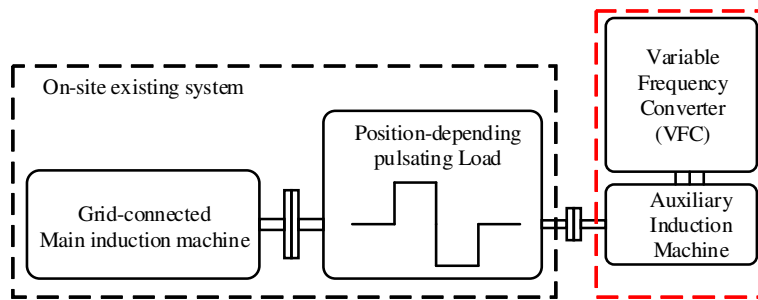 On-site existing system
Grid-connected
Main induction machine
Position-depending
pulsating Load
Variable
Frequency
Converter
(VFC)
Auxiliary
Induction
Machine